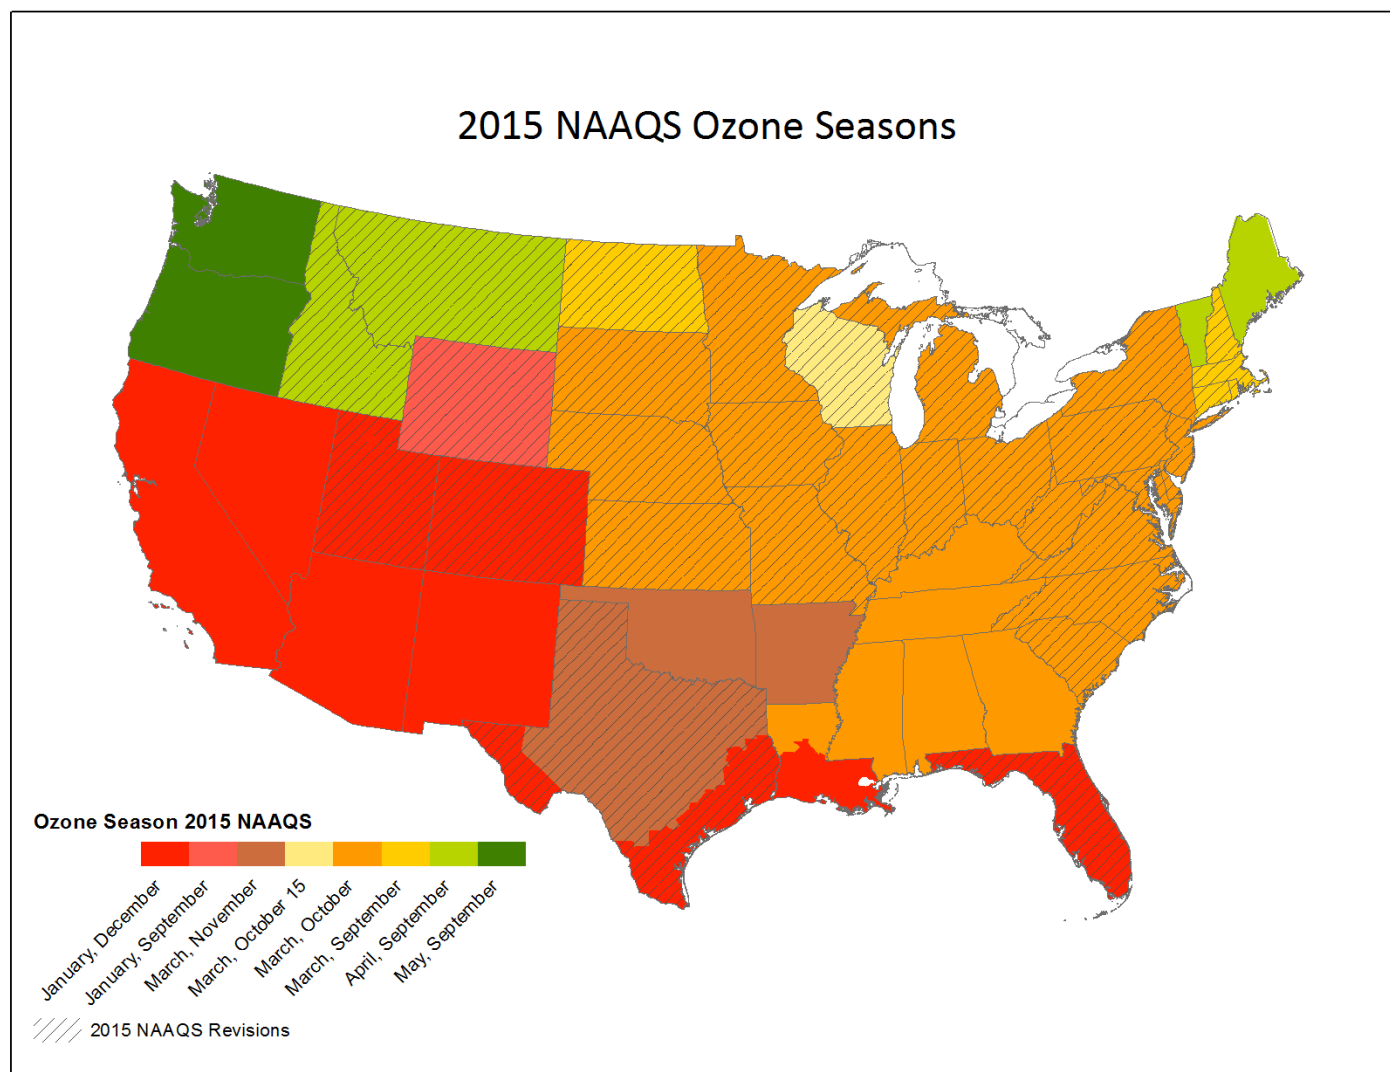 2015 NAAQS Ozone Seasons
Ozone Season 2015 NAAQS
January, December
January, September
March, November
March, October 15
March, October
March, September
April, September
May, September
2015 NAAQS Revisions